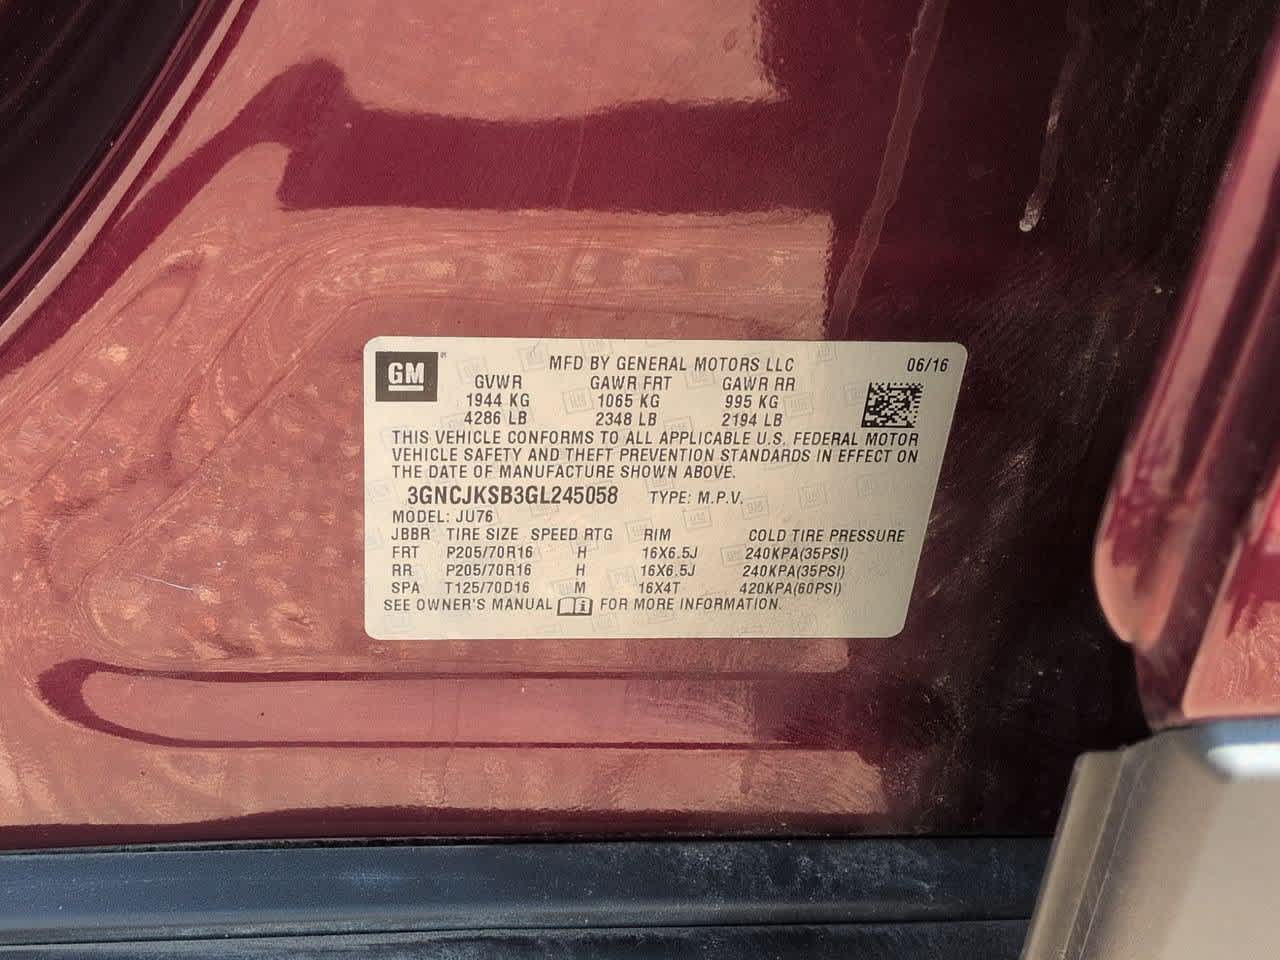 GM MFD BY GENERAL MOTORS LLC 06/16
GVWR GAWR FRT GAWR RR
1944 KG 1065 KG 995 KG
4286 LB 2348 LB 2194 LB
THIS VEHICLE CONFORMS TO ALL APPLICABLE U.S. FEDERAL MOTOR
VEHICLE SAFETY AND THEFT PREVENTION STANDARDS IN EFFECT ON
THE DATE OF MANUFACTURE SHOWN ABOVE.
3GNCJKSB3GL245058 TYPE: M.P.V.
MODEL: JU76
JBBR TIRE SIZE SPEED RTG RIM COLD TIRE PRESSURE
FRT P205/70R16 H 16X6.5J 240KPA(35PSI)
RR P205/70R16 H 16X6.5J 240KPA(35PSI)
SPA T125/70D16 M 16X4T 420KPA(60PSI)
SEE OWNER'S MANUAL FOR MORE INFORMATION.